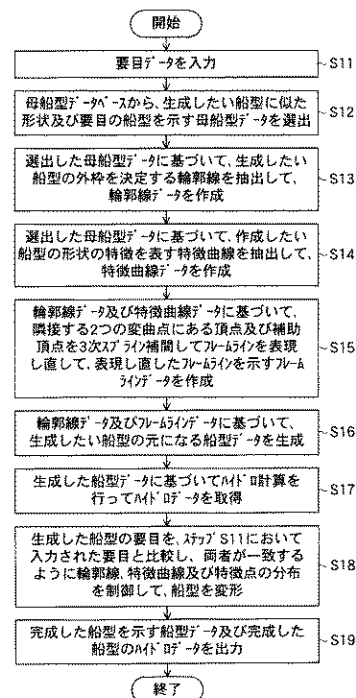 開始
要目データを入力
S11
母船型データベースから、生成したい船型に似た
形状及び要目の船型を示す母船型データを選出
S12
選出した母船型データに基づいて、生成したい
船型の外枠を決定する輪郭線を抽出して、
輪郭線データを作成
S13
選出した母船型データに基づいて、作成したい
船型の形状の特徴を表す特徴曲線を抽出して、
特徴曲線データを作成
S14
輪郭線データ及び特徴曲線データに基づいて、
隣接する2つの変曲点にある頂点及び補助
頂点を3次スプライン補間してフレームラインを表現
し直して、表現し直したフレームラインを示すフレーム
ラインデータを作成
S15
輪郭線データ及びフレームラインデータに基づいて、
生成したい船型の元になる船型データを生成
S16
生成した船型データに基づいてハイドロ計算を
行ってハイドロデータを取得
S17
生成した船型の要目を、ステップS11において
入力された要目と比較し、両者が一致する
ように輪郭線、特徴曲線及び特徴点の分布
を制御して、船型を変形
S18
完成した船型を示す船型データ及び完成した
船型のハイドロデータを出力
S19
終了